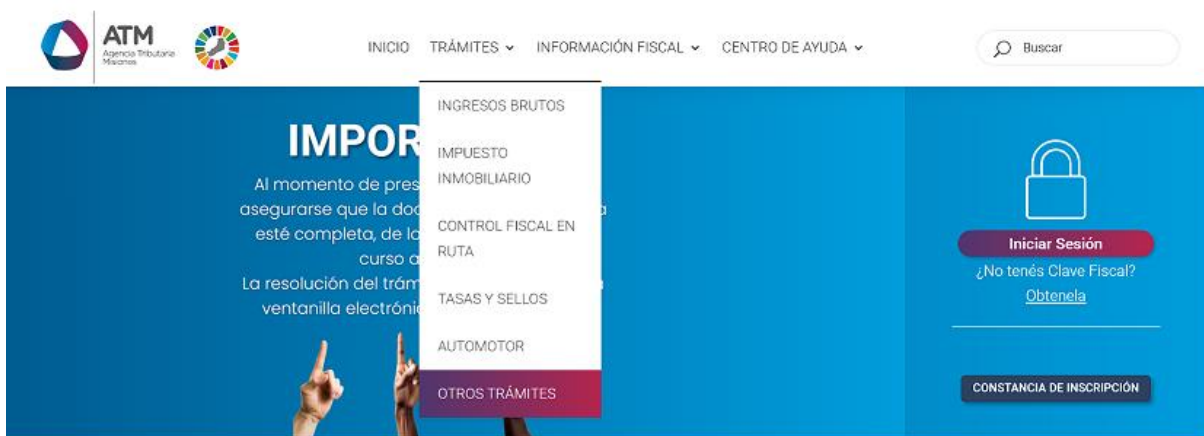 ATM
Agencia Tributaria
Misiones
INICIO TRÁMITES INFORMACIÓN FISCAL CENTRO DE AYUDA
Buscar
INGRESOS BRUTOS
IMPUESTO
INMOBILIARIO
CONTROL FISCAL EN
RUTA
TASAS Y SELLOS
AUTOMOTOR
OTROS TRÁMITES
IMPOR
Al momento de pres
asegurarse que la doc a
esté completa, de lo
curso a
La resolución del trám
ventanilla electróni
Iniciar Sesión
¿No tenés Clave Fiscal?
Obtenela
CONSTANCIA DE INSCRIPCIÓN